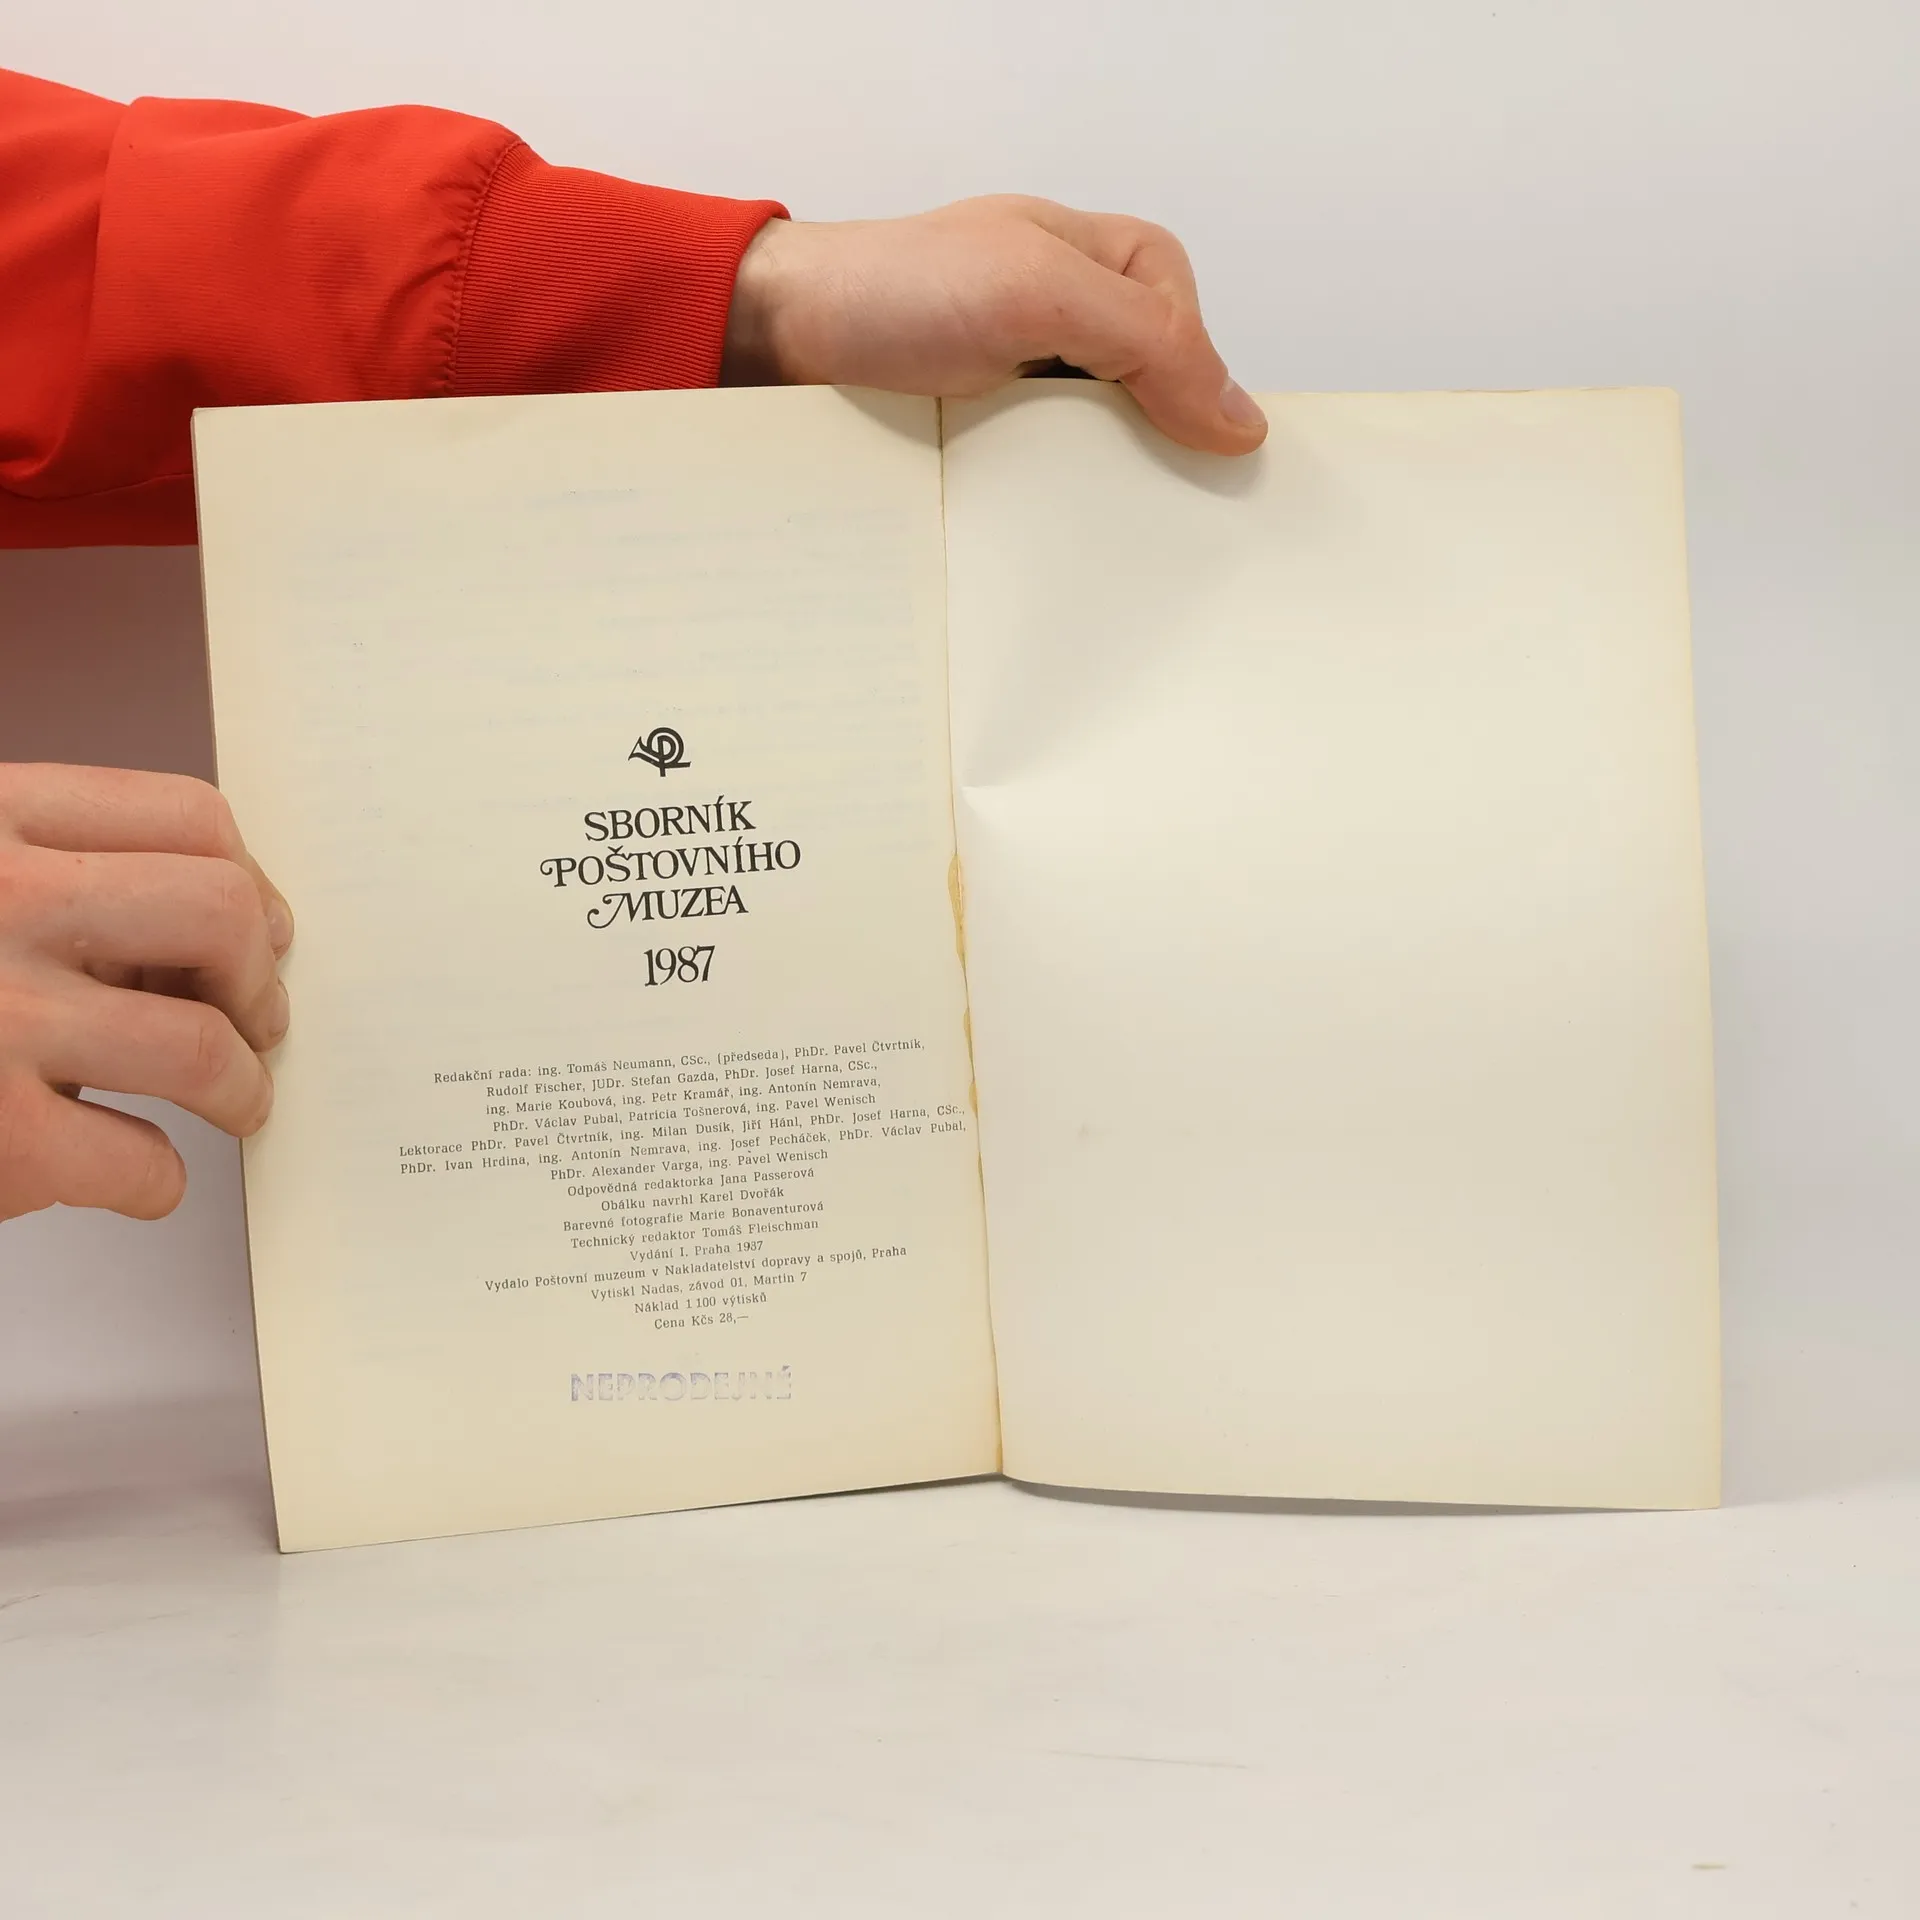 SBORNÍK
POŠTOVNÍHO
MUZEA
1987
Redakční rada: ing. Tomáš Neumann, CSc., (předseda), PhDr. Pavel Čtvrtník,
Rudolf Fischer, JUDr. Stefan Gazda, PhDr. Josef Harna, CSc.,
ing. Marie Koubová, ing. Petr Kramář, ing. Antonín Nemrava,
PhDr. Václav Pubal, Patricia Tošnerová, ing. Pavel Wenisch
Lektorace PhDr. Pavel Čtvrtník, ing. Milan Dusík, Jiří Hánl, PhDr. Josef Harna, CSc.,
PhDr. Ivan Hrdina, ing. Antonín Nemrava, ing. Josef Pecháček, PhDr. Václav Pubal,
PhDr. Alexander Varga, ing. Pavel Wenisch
Odpovědná redaktorka Jana Passerová
Obálku navrhl Karel Dvořák
Barevné fotografie Marie Bonaventurová
Technický redaktor Tomáš Fleischman
Vydání I. Praha 1987
Vydalo Poštovní muzeum v Nakladatelství dopravy a spojů, Praha
Vytiskl Nadas, závod 01, Martin 7
Náklad 1 100 výtisků
Cena Kčs 28,—
NEPRODEJNÉ